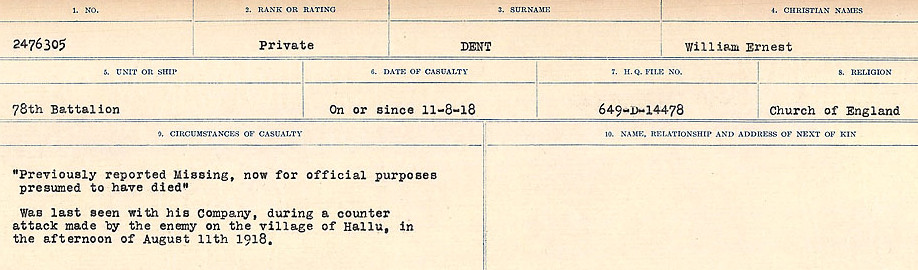 1. NO.
2. RANK OR RATING
3. SURNAME
4. CHRISTIAN NAMES
2476305
Private
DENT
William Ernest
5. UNIT OR SHIP
6. DATE OF CASUALTY
7. H.Q. FILE NO.
8. RELIGION
78th Battalion
On or since 11-8-18
649-D-14478
Church of England
9. CIRCUMSTANCES OF CASUALTY
10. NAME, RELATIONSHIP AND ADDRESS OF NEXT OF KIN
"Previously reported Missing, now for official purposes
presumed to have died"
Was last seen with his Company, during a counter
attack made by the enemy on the village of Hallu, in
the afternoon of August 11th 1918.